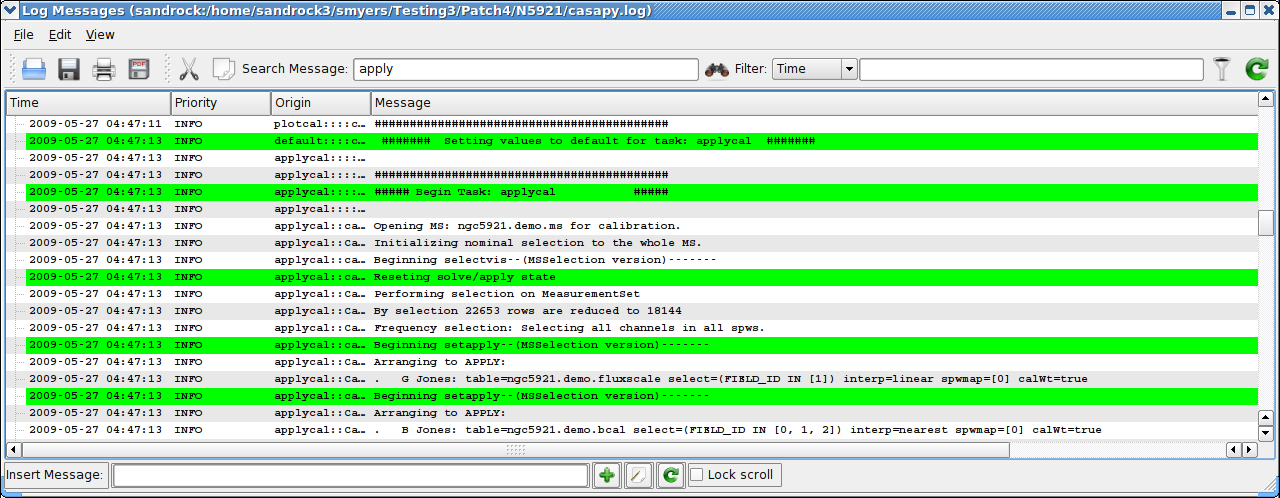 Log Messages (sandrock:/home/sandrock3/smyers/Testing3/Patch4/N5921/casapy.log)
File Edit View
Search Message: apply Filter: Time
Time Priority Origin Message
2009-05-27 04:47:11 INFO plotcal::::c… ##########################################
2009-05-27 04:47:13 INFO default::::c… ####### Setting values to default for task: applycal #######
2009-05-27 04:47:13 INFO applycal::::…
2009-05-27 04:47:13 INFO applycal::::… ##########################################
2009-05-27 04:47:13 INFO applycal::::… ##### Begin Task: applycal #####
2009-05-27 04:47:13 INFO applycal::::…
2009-05-27 04:47:13 INFO applycal:::ca… Opening MS: ngc5921.demo.ms for calibration.
2009-05-27 04:47:13 INFO applycal::Ca… Initializing nominal selection to the whole MS.
2009-05-27 04:47:13 INFO applycal:::ca… Beginning selectvis--(MSSelection version)-------
2009-05-27 04:47:13 INFO applycal:::ca… Reseting solve/apply state
2009-05-27 04:47:13 INFO applycal::Ca… Performing selection on MeasurementSet
2009-05-27 04:47:13 INFO applycal::Ca… By selection 22653 rows are reduced to 18144
2009-05-27 04:47:13 INFO applycal::Ca… Frequency selection: Selecting all channels in all spws.
2009-05-27 04:47:13 INFO applycal:::ca… Beginning setapply--(MSSelection version)-------
2009-05-27 04:47:13 INFO applycal::Ca… Arranging to APPLY:
2009-05-27 04:47:13 INFO applycal::Ca… . G Jones: table=ngc5921.demo.fluxscale select=(FIELD_ID IN [1]) interp=linear spwmap=[0] calWt=true
2009-05-27 04:47:13 INFO applycal:::ca… Beginning setapply--(MSSelection version)-------
2009-05-27 04:47:13 INFO applycal::Ca… Arranging to APPLY:
2009-05-27 04:47:13 INFO applycal::Ca… . B Jones: table=ngc5921.demo.bcal select=(FIELD_ID IN [0, 1, 2]) interp=nearest spwmap=[0] calWt=true
Insert Message: Lock scroll